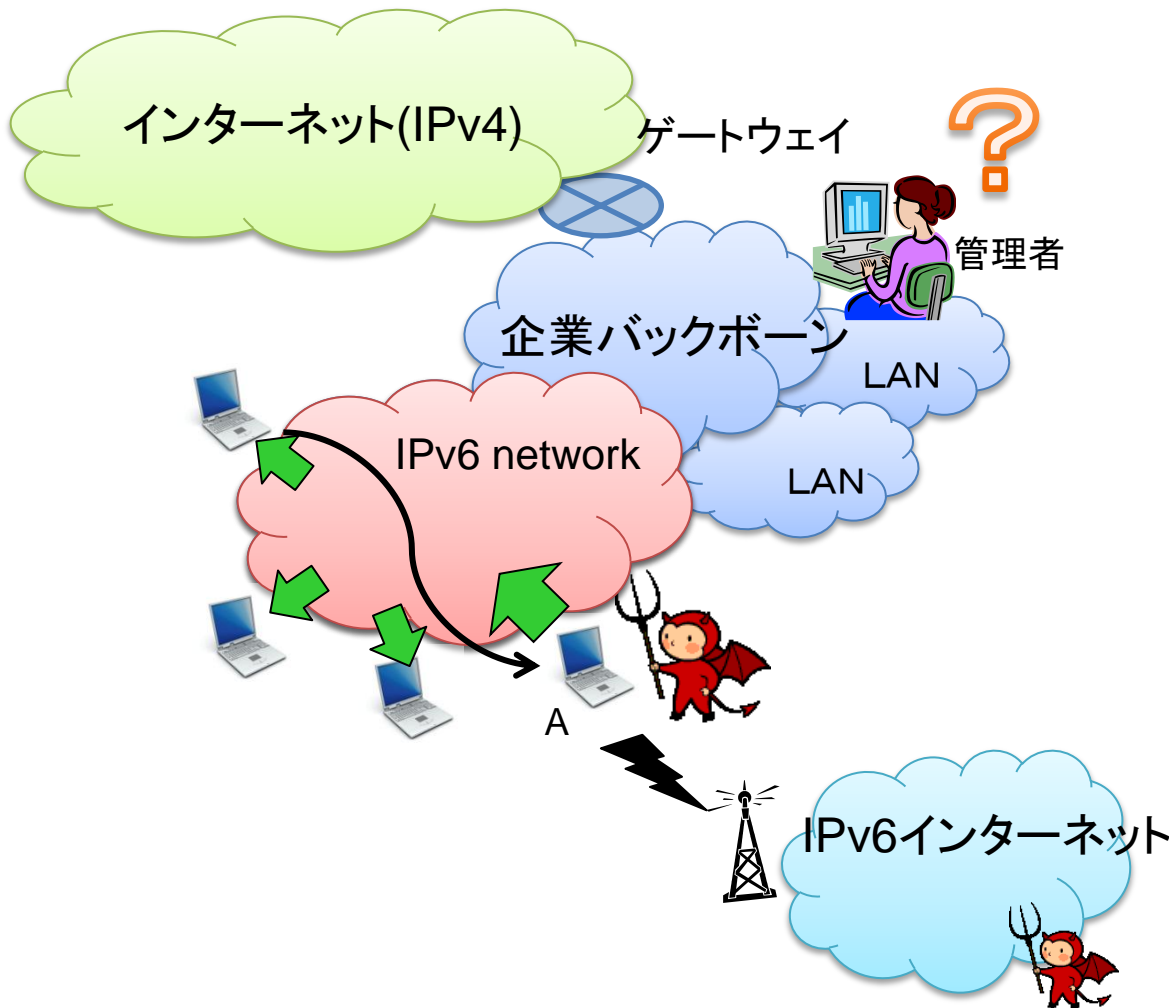 インターネット(IPv4)
ゲートウェイ
管理者
企業バックボーン
LAN
IPv6 network
LAN
A
IPv6インターネット